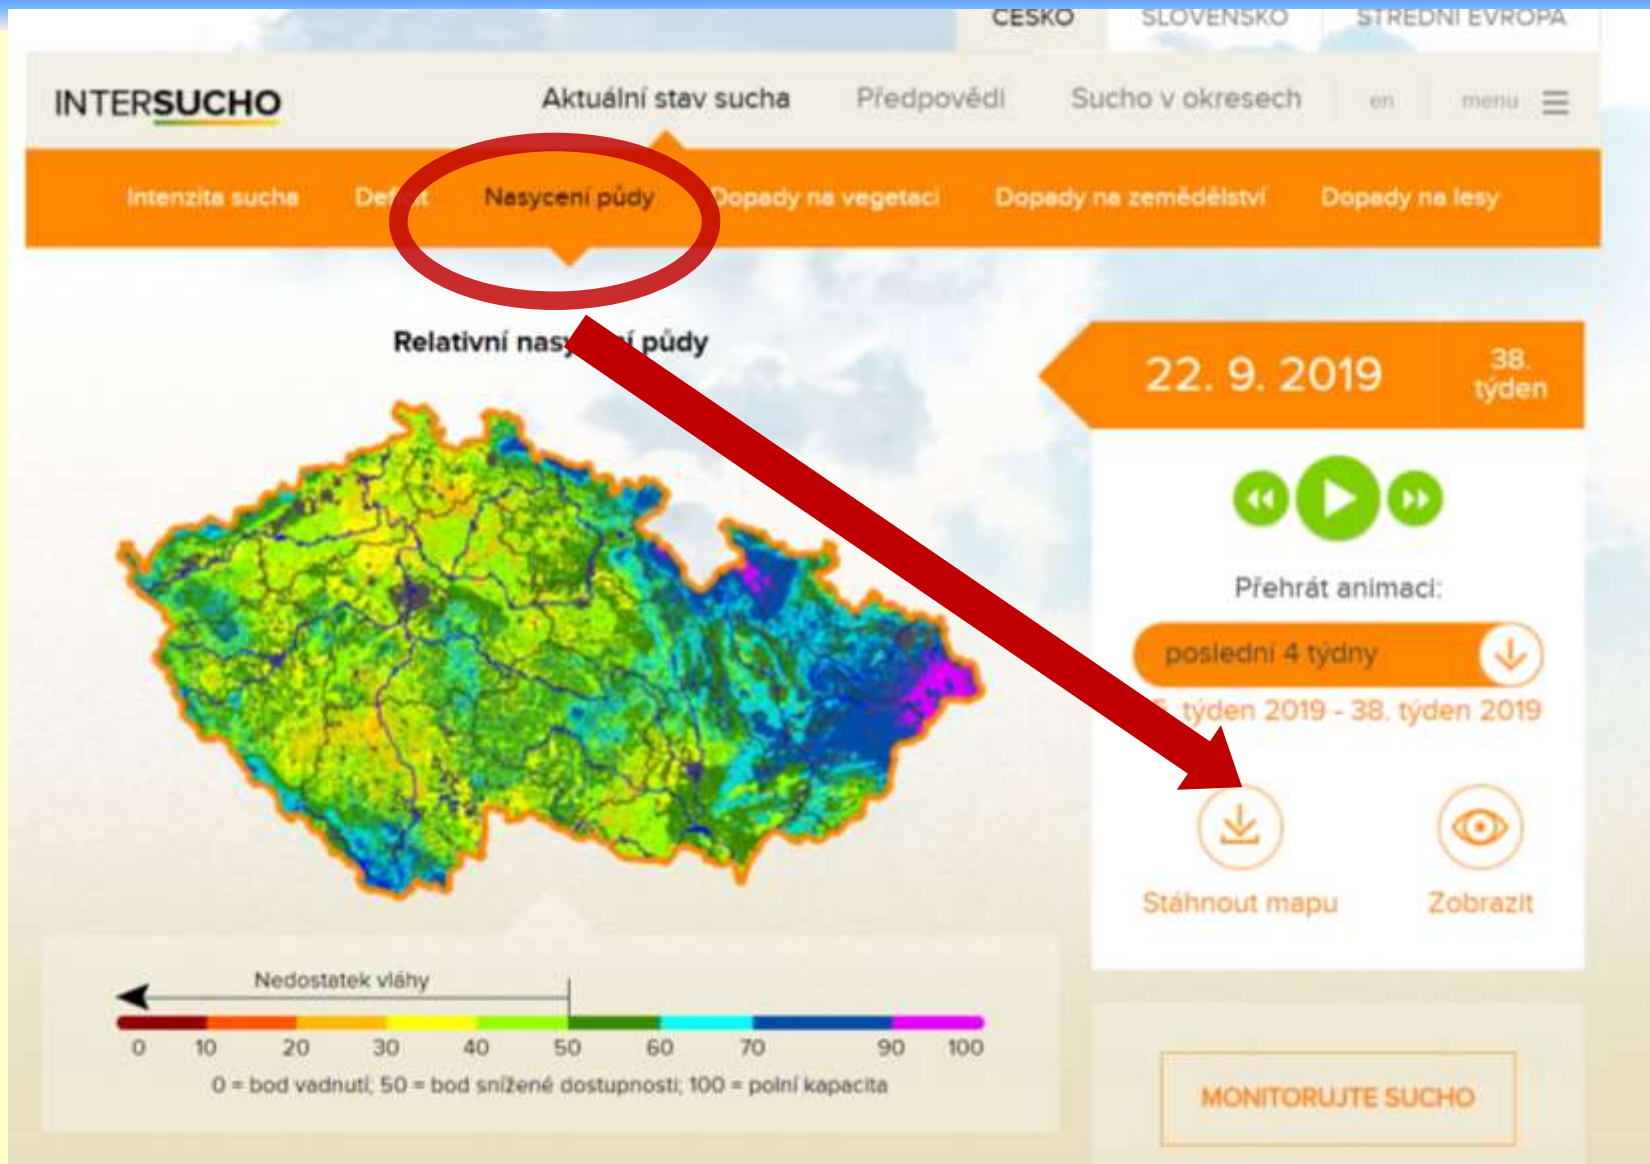 ČESKO SLOVENSKO STŘEDNÍ EVROPA
INTERSUCHO Aktuální stav sucha Předpovědi Sucho v okresech en menu
Intenzita sucha Deficit Nasycení půdy Dopady na vegetaci Dopady na zemědělství Dopady na lesy
Relativní půdy
22. 9. 2019
38.
týden
Přehrát animaci:
poslední 4 týdny
týden 2019 - 38. týden 2019
Stáhnout mapu Zobrazit
Nedostatek vláhy
0 10 20 30 40 50 60 70 90 100
0 = bod vadnutí; 50 = bod snížené dostupnosti; 100 = polní kapacita
MONITORUJTE SUCHO